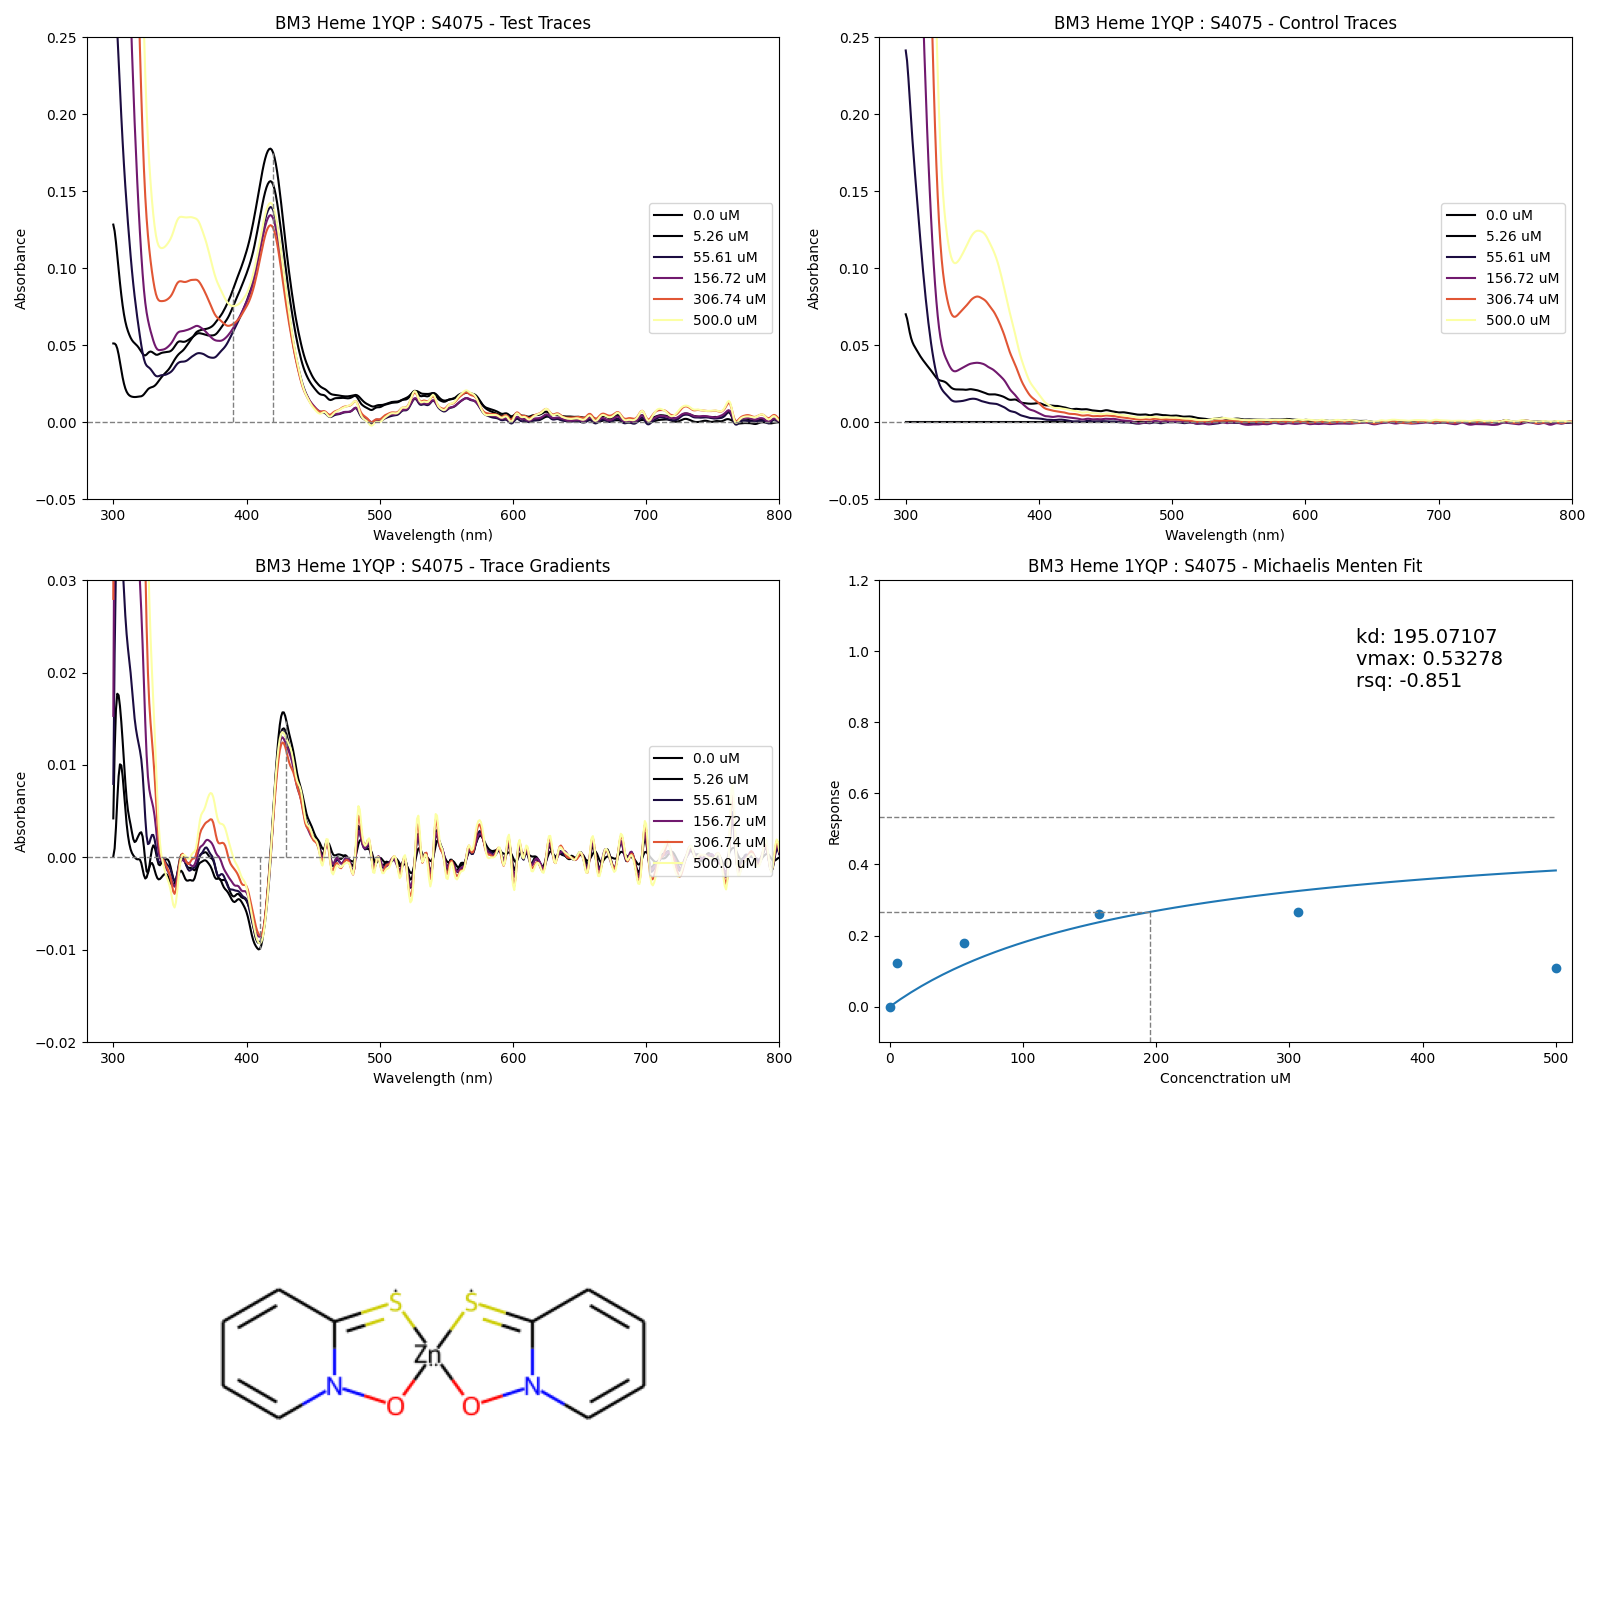 BM3 Heme 1YQP : S4075 - Test Traces
0.25
0.20
0.15
0.10
0.05
0.00
−0.05
Absorbance
300 400 500 600 700 800
Wavelength (nm)
0.0 uM
5.26 uM
55.61 uM
156.72 uM
306.74 uM
500.0 uM
BM3 Heme 1YQP : S4075 - Control Traces
0.25
0.20
0.15
0.10
0.05
0.00
−0.05
Absorbance
300 400 500 600 700 800
Wavelength (nm)
0.0 uM
5.26 uM
55.61 uM
156.72 uM
306.74 uM
500.0 uM
BM3 Heme 1YQP : S4075 - Trace Gradients
0.03
0.02
0.01
0.00
−0.01
−0.02
Absorbance
300 400 500 600 700 800
Wavelength (nm)
0.0 uM
5.26 uM
55.61 uM
156.72 uM
306.74 uM
500.0 uM
BM3 Heme 1YQP : S4075 - Michaelis Menten Fit
1.2
1.0
0.8
0.6
0.4
0.2
0.0
Response
0 100 200 300 400 500
Concenctration uM
kd: 195.07107
vmax: 0.53278
rsq: -0.851
S S
Zn
N O O N